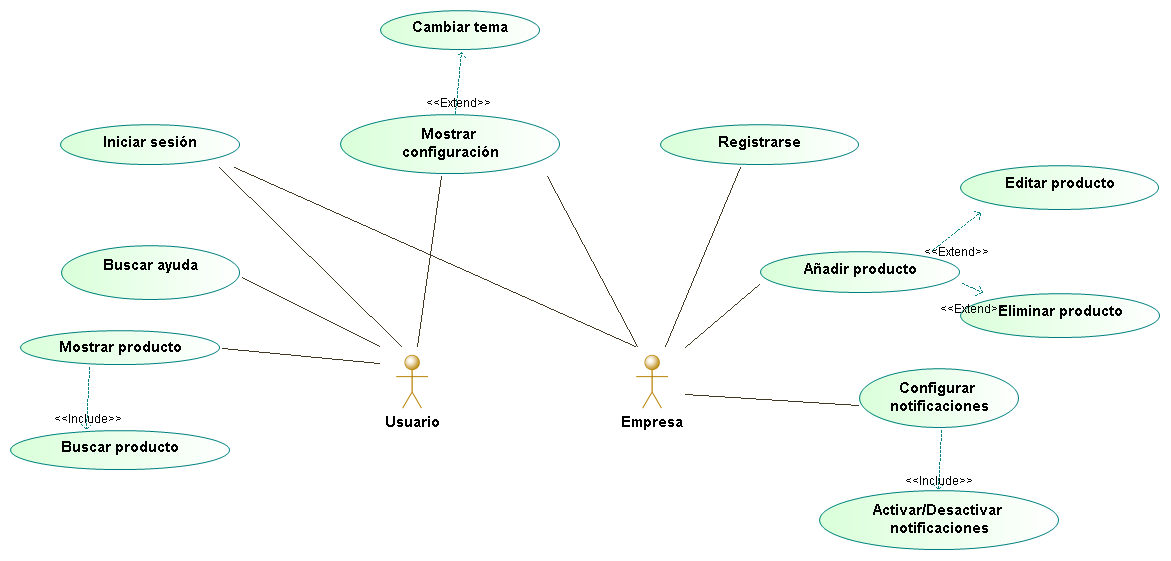 Cambiar tema
<<Extend>>
Iniciar sesión
Mostrar
configuración
Registrarse
Editar producto
<<Extend>>
Buscar ayuda
Añadir producto
<<Extend>>
Eliminar producto
Mostrar producto
Usuario
Empresa
Configurar
notificaciones
<<Include>>
Buscar producto
<<Include>>
Activar/Desactivar
notificaciones